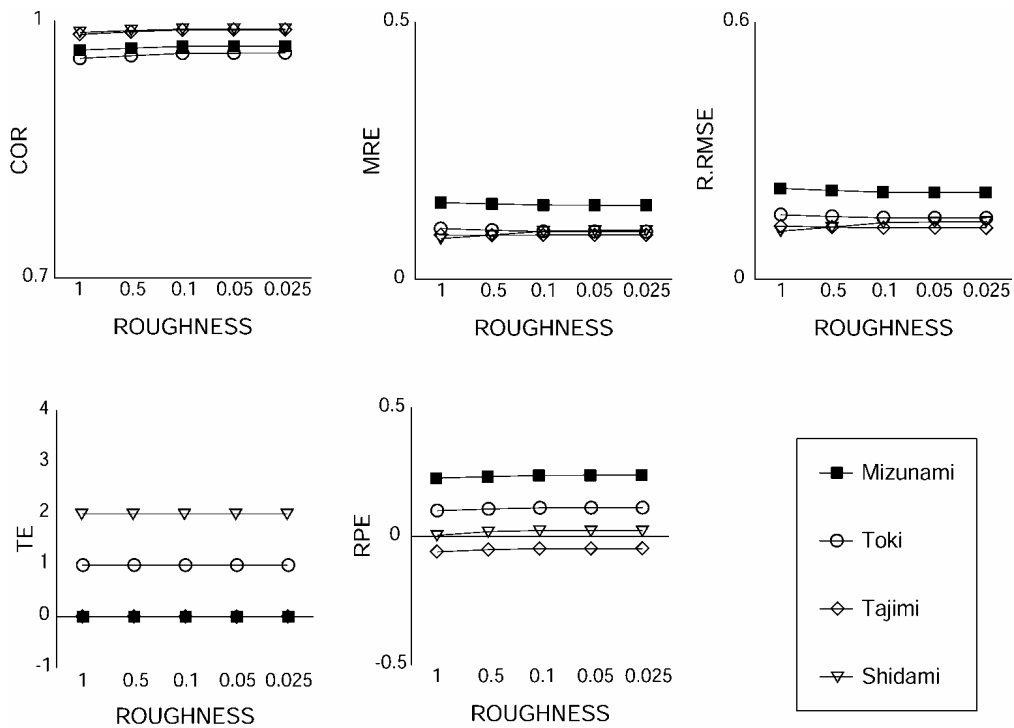 1
COR
0.7
1 0.5 0.1 0.05 0.025
ROUGHNESS
0.5
MRE
0
1 0.5 0.1 0.05 0.025
ROUGHNESS
0.6
R.RMSE
0
1 0.5 0.1 0.05 0.025
ROUGHNESS
4
3
2
TE
1
0
-1
1 0.5 0.1 0.05 0.025
ROUGHNESS
0.5
RPE
0
-0.5
1 0.5 0.1 0.05 0.025
ROUGHNESS
Mizunami
Toki
Tajimi
Shidami